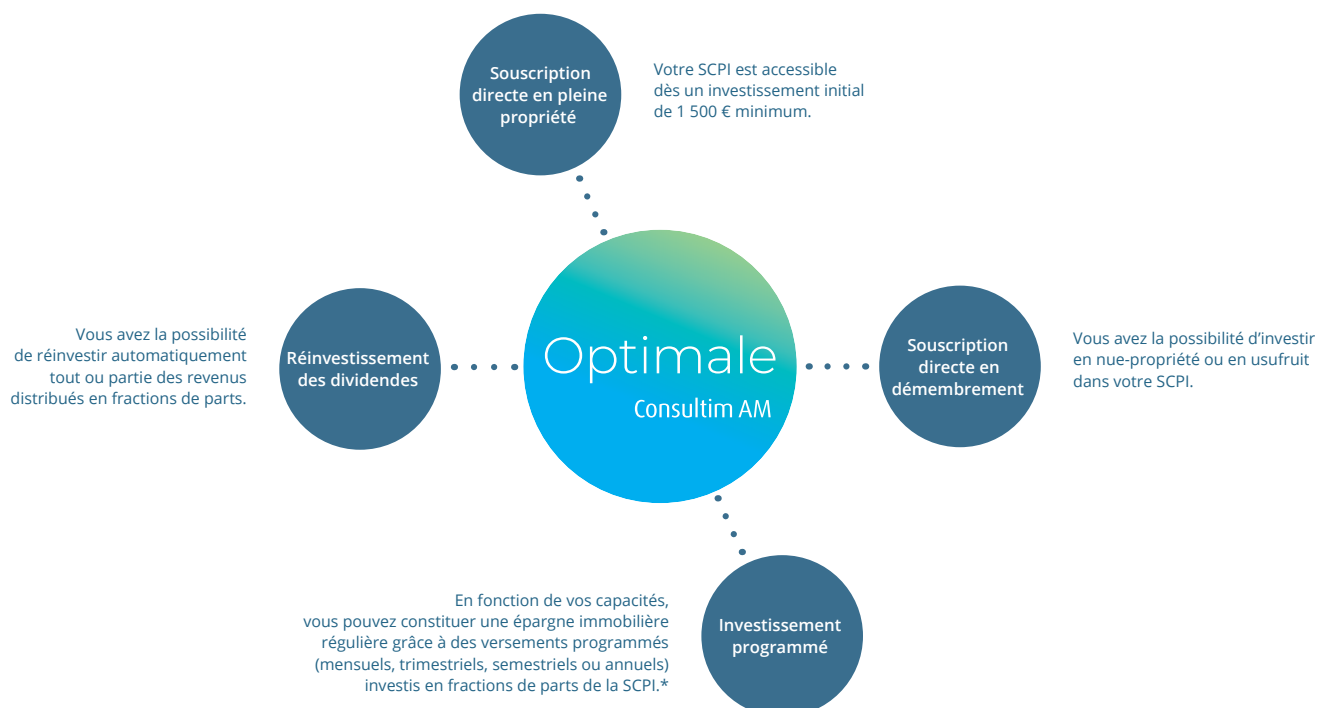 Souscription
directe en pleine
propriété
Votre SCPI est accessible
dès un investissement initial
de 1 500 € minimum.
Vous avez la possibilité
de réinvestir automatiquement
tout ou partie des revenus
distribués en fractions de parts.
Réinvestissement
des dividendes
Optimale
Consultim AM
Souscription
directe en
démembrement
Vous avez la possibilité d’investir
en nue-propriété ou en usufruit
dans votre SCPI.
En fonction de vos capacités,
vous pouvez constituer une épargne immobilière
régulière grâce à des versements programmés
(mensuels, trimestriels, semestriels ou annuels)
investis en fractions de parts de la SCPI.*
Investissement
programmé